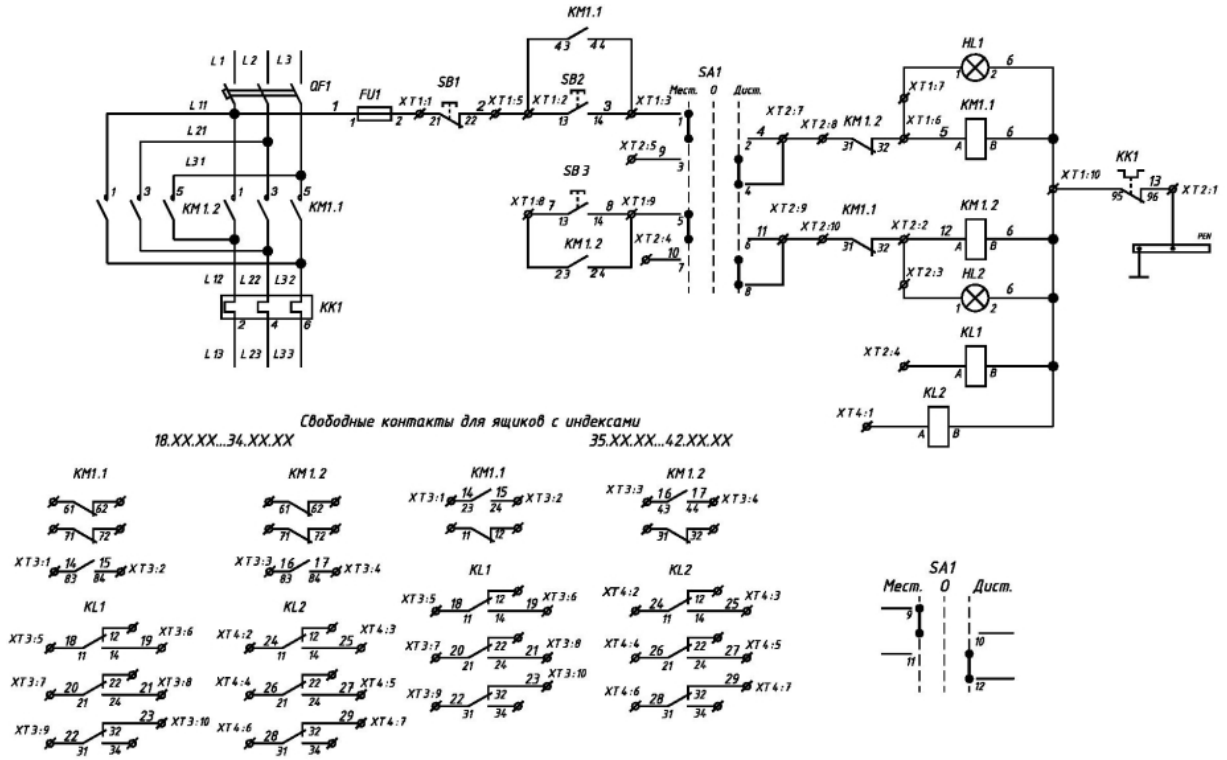 L1 L2 L3
QF1
L11
1 FU1
1 2
XT1:1
SB1
21 22
2 XT1:5
XT1:2
KM1.1
43 44
SB2
13 14
3 XT1:3
SA1
Мест. 0 Дист.
1
2
3
4
5
6
7
8
XT2:5 9
4 XT2:7
XT2:8
KM1.2
31 32
XT1:7
XT1:6
HL1
1 2 6
KM1.1
5 A B 6
L21
L31
1 3 5 1 3 5
KM1.2 KM1.1
L12 L22 L32
KK1
2 4 6
L13 L23 L33
XT1:8 7
SB3
13 14
8 XT1:9
KM1.2
23 24
XT2:4
10
XT2:9
11 XT2:10
KM1.1
31 32
XT2:2
XT2:3
KM1.2
12 A B 6
HL2
1 2 6
XT1:10
KK1
95 96
13 XT2:1
PEN
KL1
XT2:4 A B
KL2
XT4:1 A B
Свободные контакты для ящиков с индексами
18.XX.XX...34.XX.XX 35.XX.XX...42.XX.XX
KM1.1
61 62
71 72
XT3:1 14 15 XT3:2
83 84
KL1
XT3:5 18 12 19 XT3:6
11 14
XT3:7 20 22 21 XT3:8
21 24
XT3:9 22 32 23 XT3:10
31 34
KM1.2
61 62
71 72
XT3:3 16 17 XT3:4
83 84
KL2
XT4:2 24 12 25 XT4:3
11 14
XT4:4 26 22 27 XT4:5
21 24
XT4:6 28 32 29 XT4:7
31 34
KM1.1
XT3:1 14 15 XT3:2
23 24
11 12
KL1
XT3:5 18 12 19 XT3:6
11 14
XT3:7 20 22 21 XT3:8
21 24
XT3:9 22 32 23 XT3:10
31 34
KM1.2
XT3:3 16 17 XT3:4
43 44
31 32
KL2
XT4:2 24 12 25 XT4:3
11 14
XT4:4 26 22 27 XT4:5
21 24
XT4:6 28 32 29 XT4:7
31 34
SA1
Мест. 0 Дист.
9
10
11
12